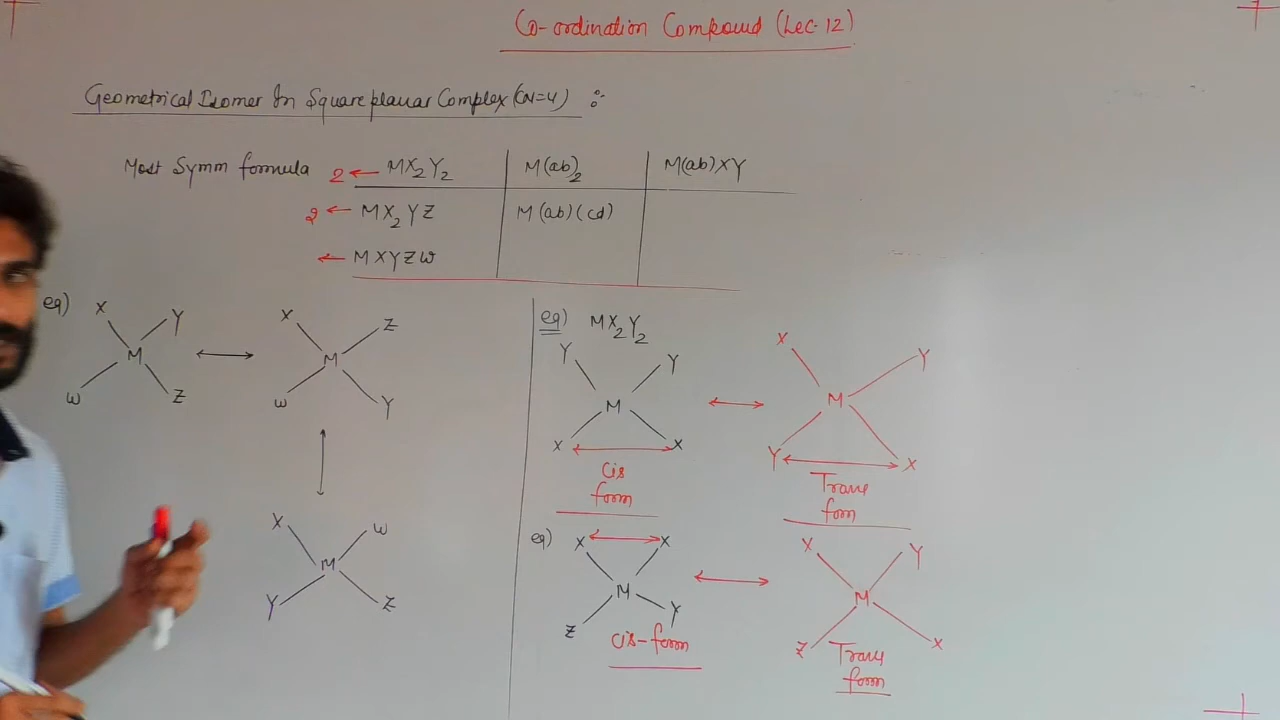 Co-ordination Compound (Lec-12)
Geometrical Isomer In Square planar Complex (CN=4) :-
Most Symm formula 2 ← MX2Y2 M(ab)2 M(ab)XY
2 ← MX2YZ M(ab)(cd)
← MXYZW
eg)
X Y
M
W Z
X Z
M
W Y
X W
M
Y Z
eg) MX2Y2
Y Y
M
X X
Cis
form
X Y
M
Y X
Trans
form
eg)
X X
M
Z Y
Cis-form
X Y
M
Z X
Trans
form